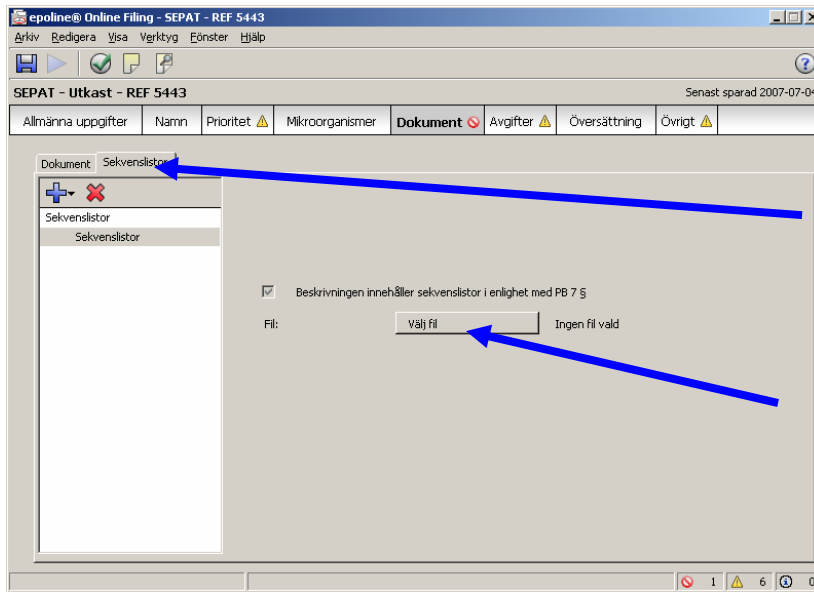 epoline® Online Filing - SEPAT - REF 5443
Arkiv Redigera Visa Verktyg Fönster Hjälp
SEPAT - Utkast - REF 5443 Senast sparad 2007-07-04
Allmänna uppgifter Namn Prioritet Mikroorganismer Dokument Avgifter Översättning Övrigt
Dokument Sekvenslistor
Sekvenslistor
Sekvenslistor
Beskrivningen innehåller sekvenslistor i enlighet med PB 7 §
Fil: Välj fil Ingen fil vald
1 6 0